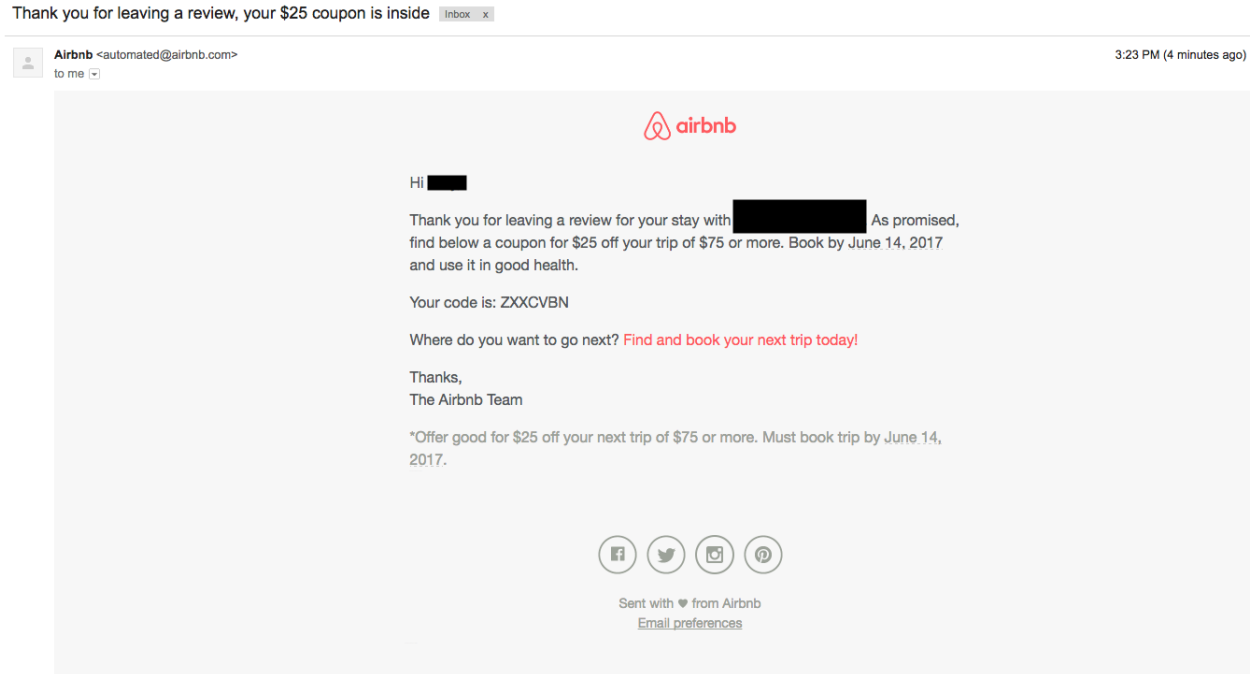 Thank you for leaving a review, your $25 coupon is inside Inbox x
Airbnb <automated@airbnb.com> 3:23 PM (4 minutes ago)
to me
airbnb
Hi
Thank you for leaving a review for your stay with As promised,
find below a coupon for $25 off your trip of $75 or more. Book by June 14, 2017
and use it in good health.
Your code is: ZXXCVBN
Where do you want to go next? Find and book your next trip today!
Thanks,
The Airbnb Team
*Offer good for $25 off your next trip of $75 or more. Must book trip by June 14,
2017.
Sent with ♥ from Airbnb
Email preferences